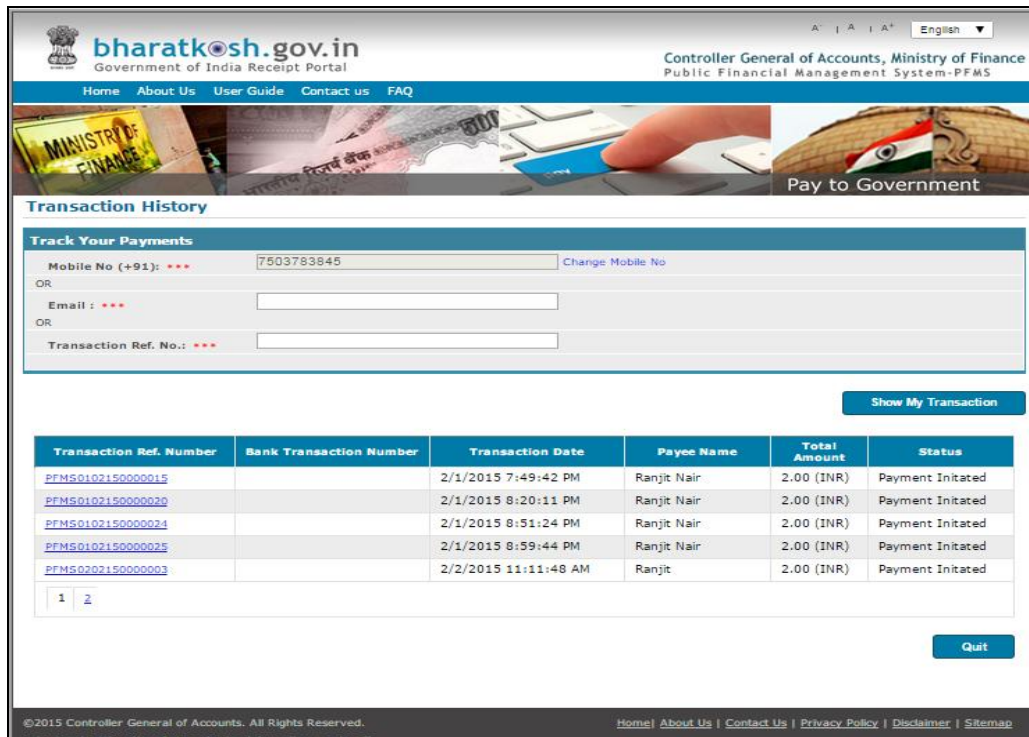 A- | A | A+ English ▼
bharatkosh.gov.in
Government of India Receipt Portal
Controller General of Accounts, Ministry of Finance
Public Financial Management System-PFMS
Home About Us User Guide Contact us FAQ
MINISTRY OF
FINANCE
भारतीय रिज़र्व बैंक
500
Pay
Pay to Government
Transaction History
Track Your Payments
Mobile No (+91): *** 7503783845 Change Mobile No
OR
Email : ***
OR
Transaction Ref. No.: ***
Show My Transaction
Transaction Ref. Number Bank Transaction Number Transaction Date Payee Name Total Amount Status
PFMS0102150000015 2/1/2015 7:49:42 PM Ranjit Nair 2.00 (INR) Payment Initated
PFMS0102150000020 2/1/2015 8:20:11 PM Ranjit Nair 2.00 (INR) Payment Initated
PFMS0102150000024 2/1/2015 8:51:24 PM Ranjit Nair 2.00 (INR) Payment Initated
PFMS0102150000025 2/1/2015 8:59:44 PM Ranjit Nair 2.00 (INR) Payment Initated
PFMS0202150000003 2/2/2015 11:11:48 AM Ranjit 2.00 (INR) Payment Initated
1 2
Quit
©2015 Controller General of Accounts. All Rights Reserved. Home| About Us | Contact Us | Privacy Policy | Disclaimer | Sitemap